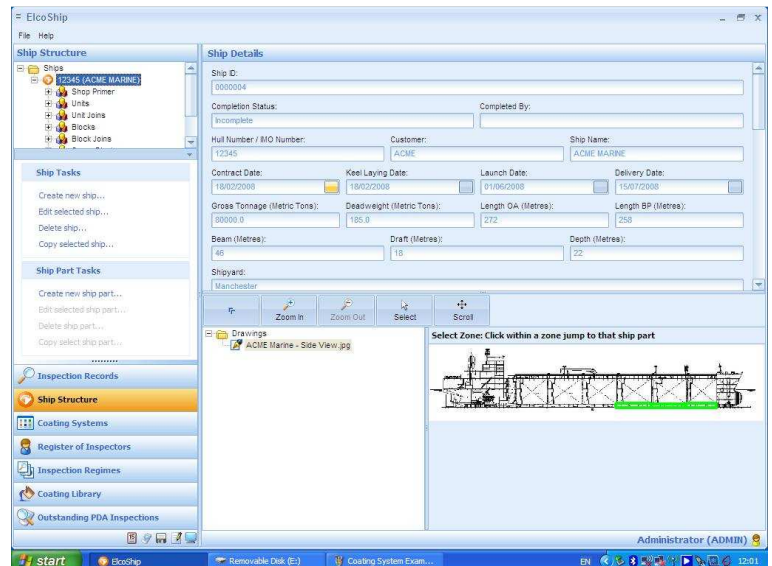 ElcoShip
File Help
Ship Structure
Ships
12345 (ACME MARINE)
Shop Primer
Units
Unit Joins
Blocks
Block Joins
Ship Tasks
Create new ship...
Edit selected ship...
Delete ship...
Copy selected ship...
Ship Part Tasks
Create new ship part...
Edit selected ship part...
Delete ship part...
Copy select ship part...
Inspection Records
Ship Structure
Coating Systems
Register of Inspectors
Inspection Regimes
Coating Library
Outstanding PDA Inspections
Ship Details
Ship ID:
0000004
Completion Status: Completed By:
Incomplete
Hull Number / IMO Number: Customer: Ship Name:
12345 ACME ACME MARINE
Contract Date: Keel Laying Date: Launch Date: Delivery Date:
18/02/2008 18/02/2008 01/06/2008 15/07/2008
Gross Tonnage (Metric Tons): Deadweight (Metric Tons): Length OA (Metres): Length BP (Metres):
80000.0 185.0 272 258
Beam (Metres): Draft (Metres): Depth (Metres):
46 18 22
Shipyard:
Manchester
Zoom In Zoom Out Select Scroll
Drawings
ACME Marine - Side View.jpg
Select Zone: Click within a zone jump to that ship part
Administrator (ADMIN)
start ElcoShip Removable Disk (E:) Coating System Exam... EN 12:01